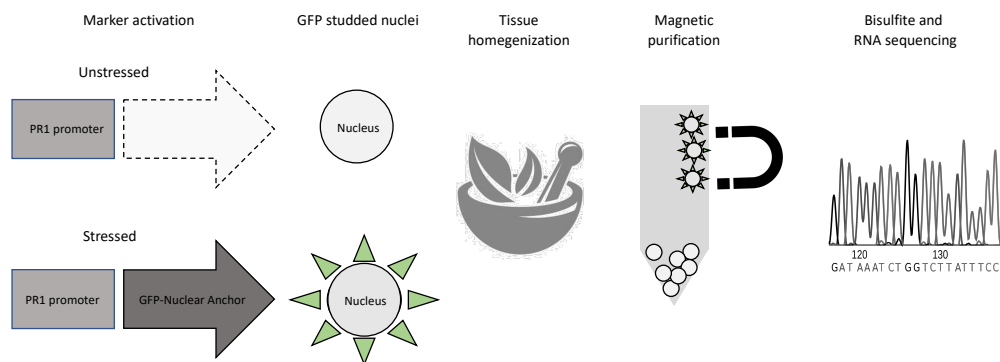 Marker activation
GFP studded nuclei
Tissue
homegenization
Magnetic
purification
Bisulfite and
RNA sequencing
Unstressed
PR1 promoter
Nucleus
Stressed
PR1 promoter
GFP-Nuclear Anchor
Nucleus
120 130
GATAAATCTGGTCTTATTTCC